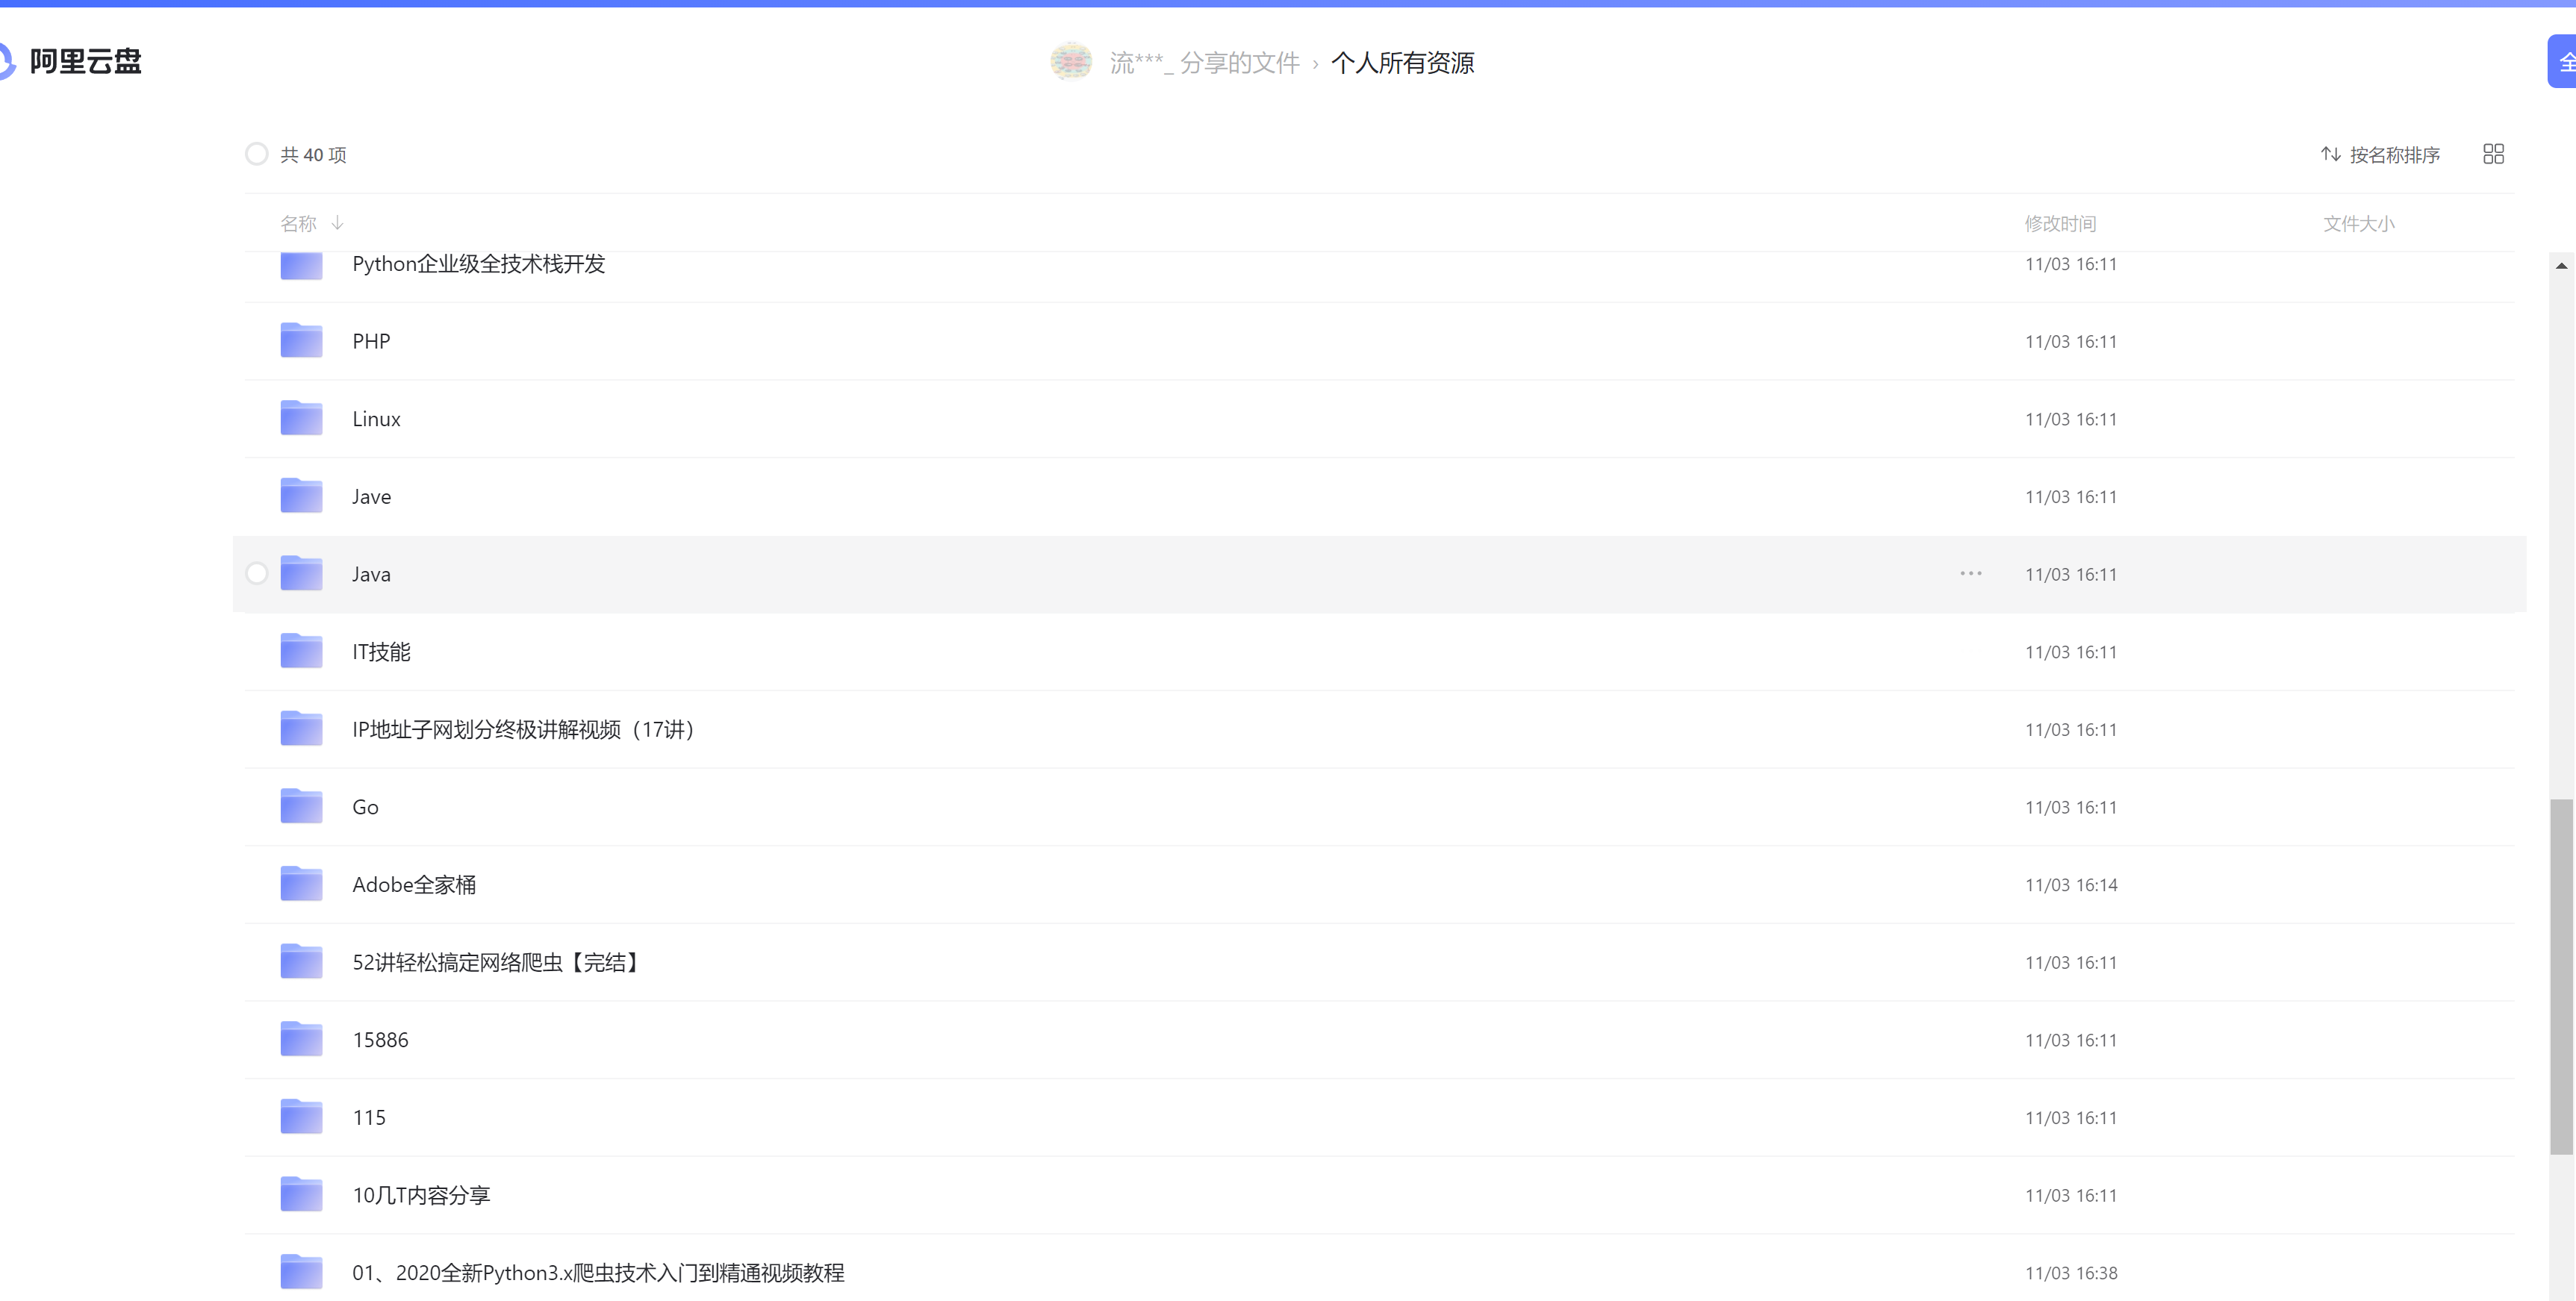 阿里云盘
流***_ 分享的文件 › 个人所有资源
全
共 40 项
按名称排序
名称 修改时间 文件大小
Python企业级全技术栈开发 11/03 16:11
PHP 11/03 16:11
Linux 11/03 16:11
Jave 11/03 16:11
Java 11/03 16:11
IT技能 11/03 16:11
IP地址子网划分终极讲解视频（17讲） 11/03 16:11
Go 11/03 16:11
Adobe全家桶 11/03 16:14
52讲轻松搞定网络爬虫【完结】 11/03 16:11
15886 11/03 16:11
115 11/03 16:11
10几T内容分享 11/03 16:11
01、2020全新Python3.x爬虫技术入门到精通视频教程 11/03 16:38